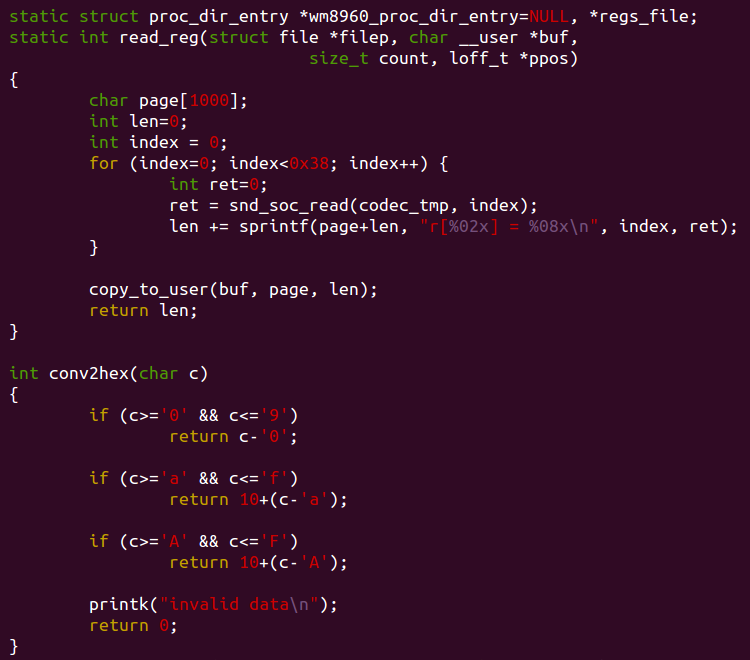 static struct proc_dir_entry *wm8960_proc_dir_entry=NULL, *regs_file;
static int read_reg(struct file *filep, char __user *buf,
                              size_t count, loff_t *ppos)
{
        char page[1000];
        int len=0;
        int index = 0;
        for (index=0; index<0x38; index++) {
                int ret=0;
                ret = snd_soc_read(codec_tmp, index);
                len += sprintf(page+len, "r[%02x] = %08x\n", index, ret);
        }

        copy_to_user(buf, page, len);
        return len;
}

int conv2hex(char c)
{
        if (c>='0' && c<='9')
                return c-'0';

        if (c>='a' && c<='f')
                return 10+(c-'a');

        if (c>='A' && c<='F')
                return 10+(c-'A');

        printk("invalid data\n");
        return 0;
}